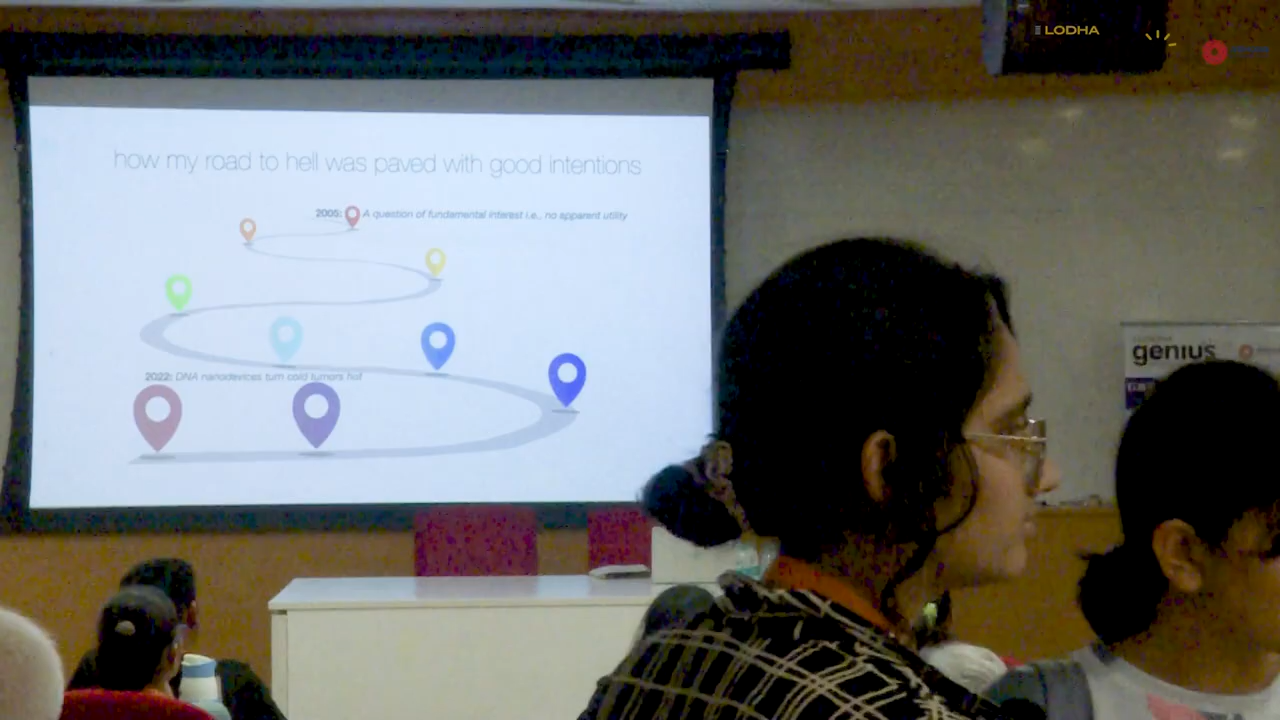 LODHA
how my road to hell was paved with good intentions
2005: A question of fundamental interest i.e., no apparent utility
2022: DNA nanodevices turn cold tumors hot
genius